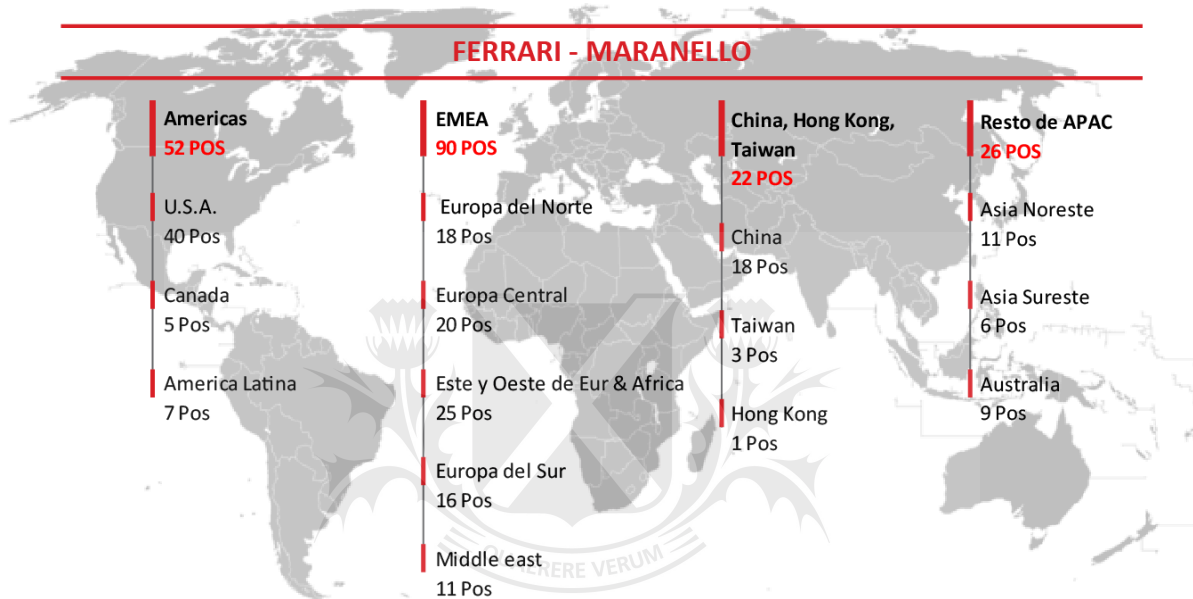 FERRARI - MARANELLO
Americas
52 POS
U.S.A.
40 Pos
Canada
5 Pos
America Latina
7 Pos
EMEA
90 POS
Europa del Norte
18 Pos
Europa Central
20 Pos
Este y Oeste de Eur & Africa
25 Pos
Europa del Sur
16 Pos
Middle east
11 Pos
China, Hong Kong,
Taiwan
22 POS
China
18 Pos
Taiwan
3 Pos
Hong Kong
1 Pos
Resto de APAC
26 POS
Asia Noreste
11 Pos
Asia Sureste
6 Pos
Australia
9 Pos
QUAERERE VERUM